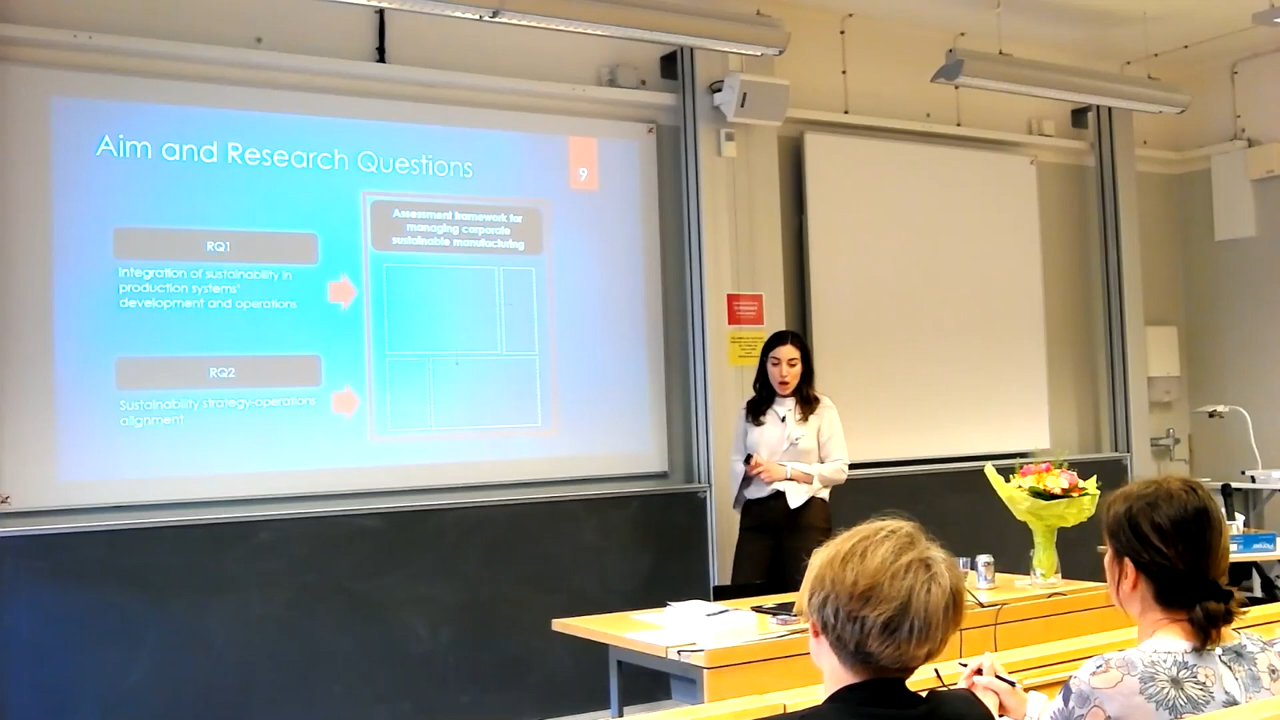 Aim and Research Questions
9
Assessment framework for
managing corporate
sustainable manufacturing
RQ1
Integration of sustainability in
production systems'
development and operations
RQ2
Sustainability strategy-operations
alignment